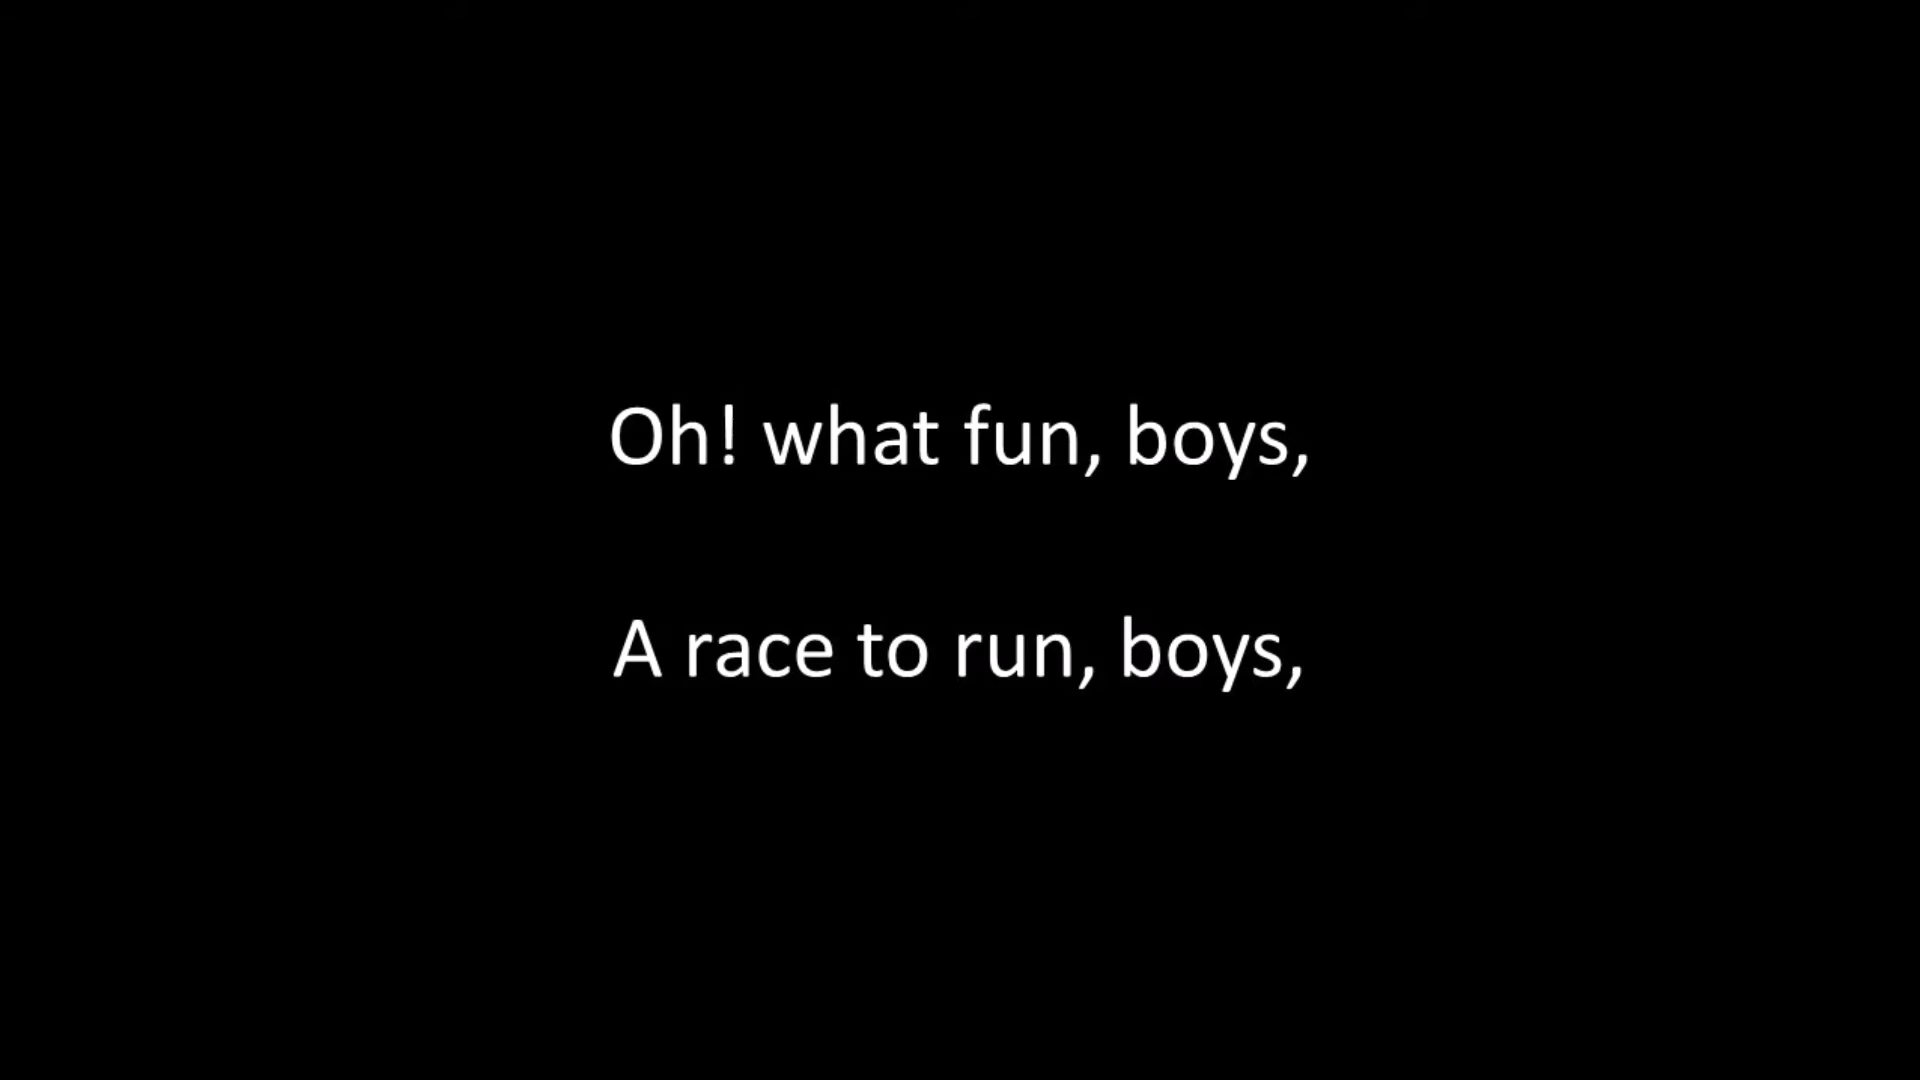 Oh! what fun, boys,
A race to run, boys,